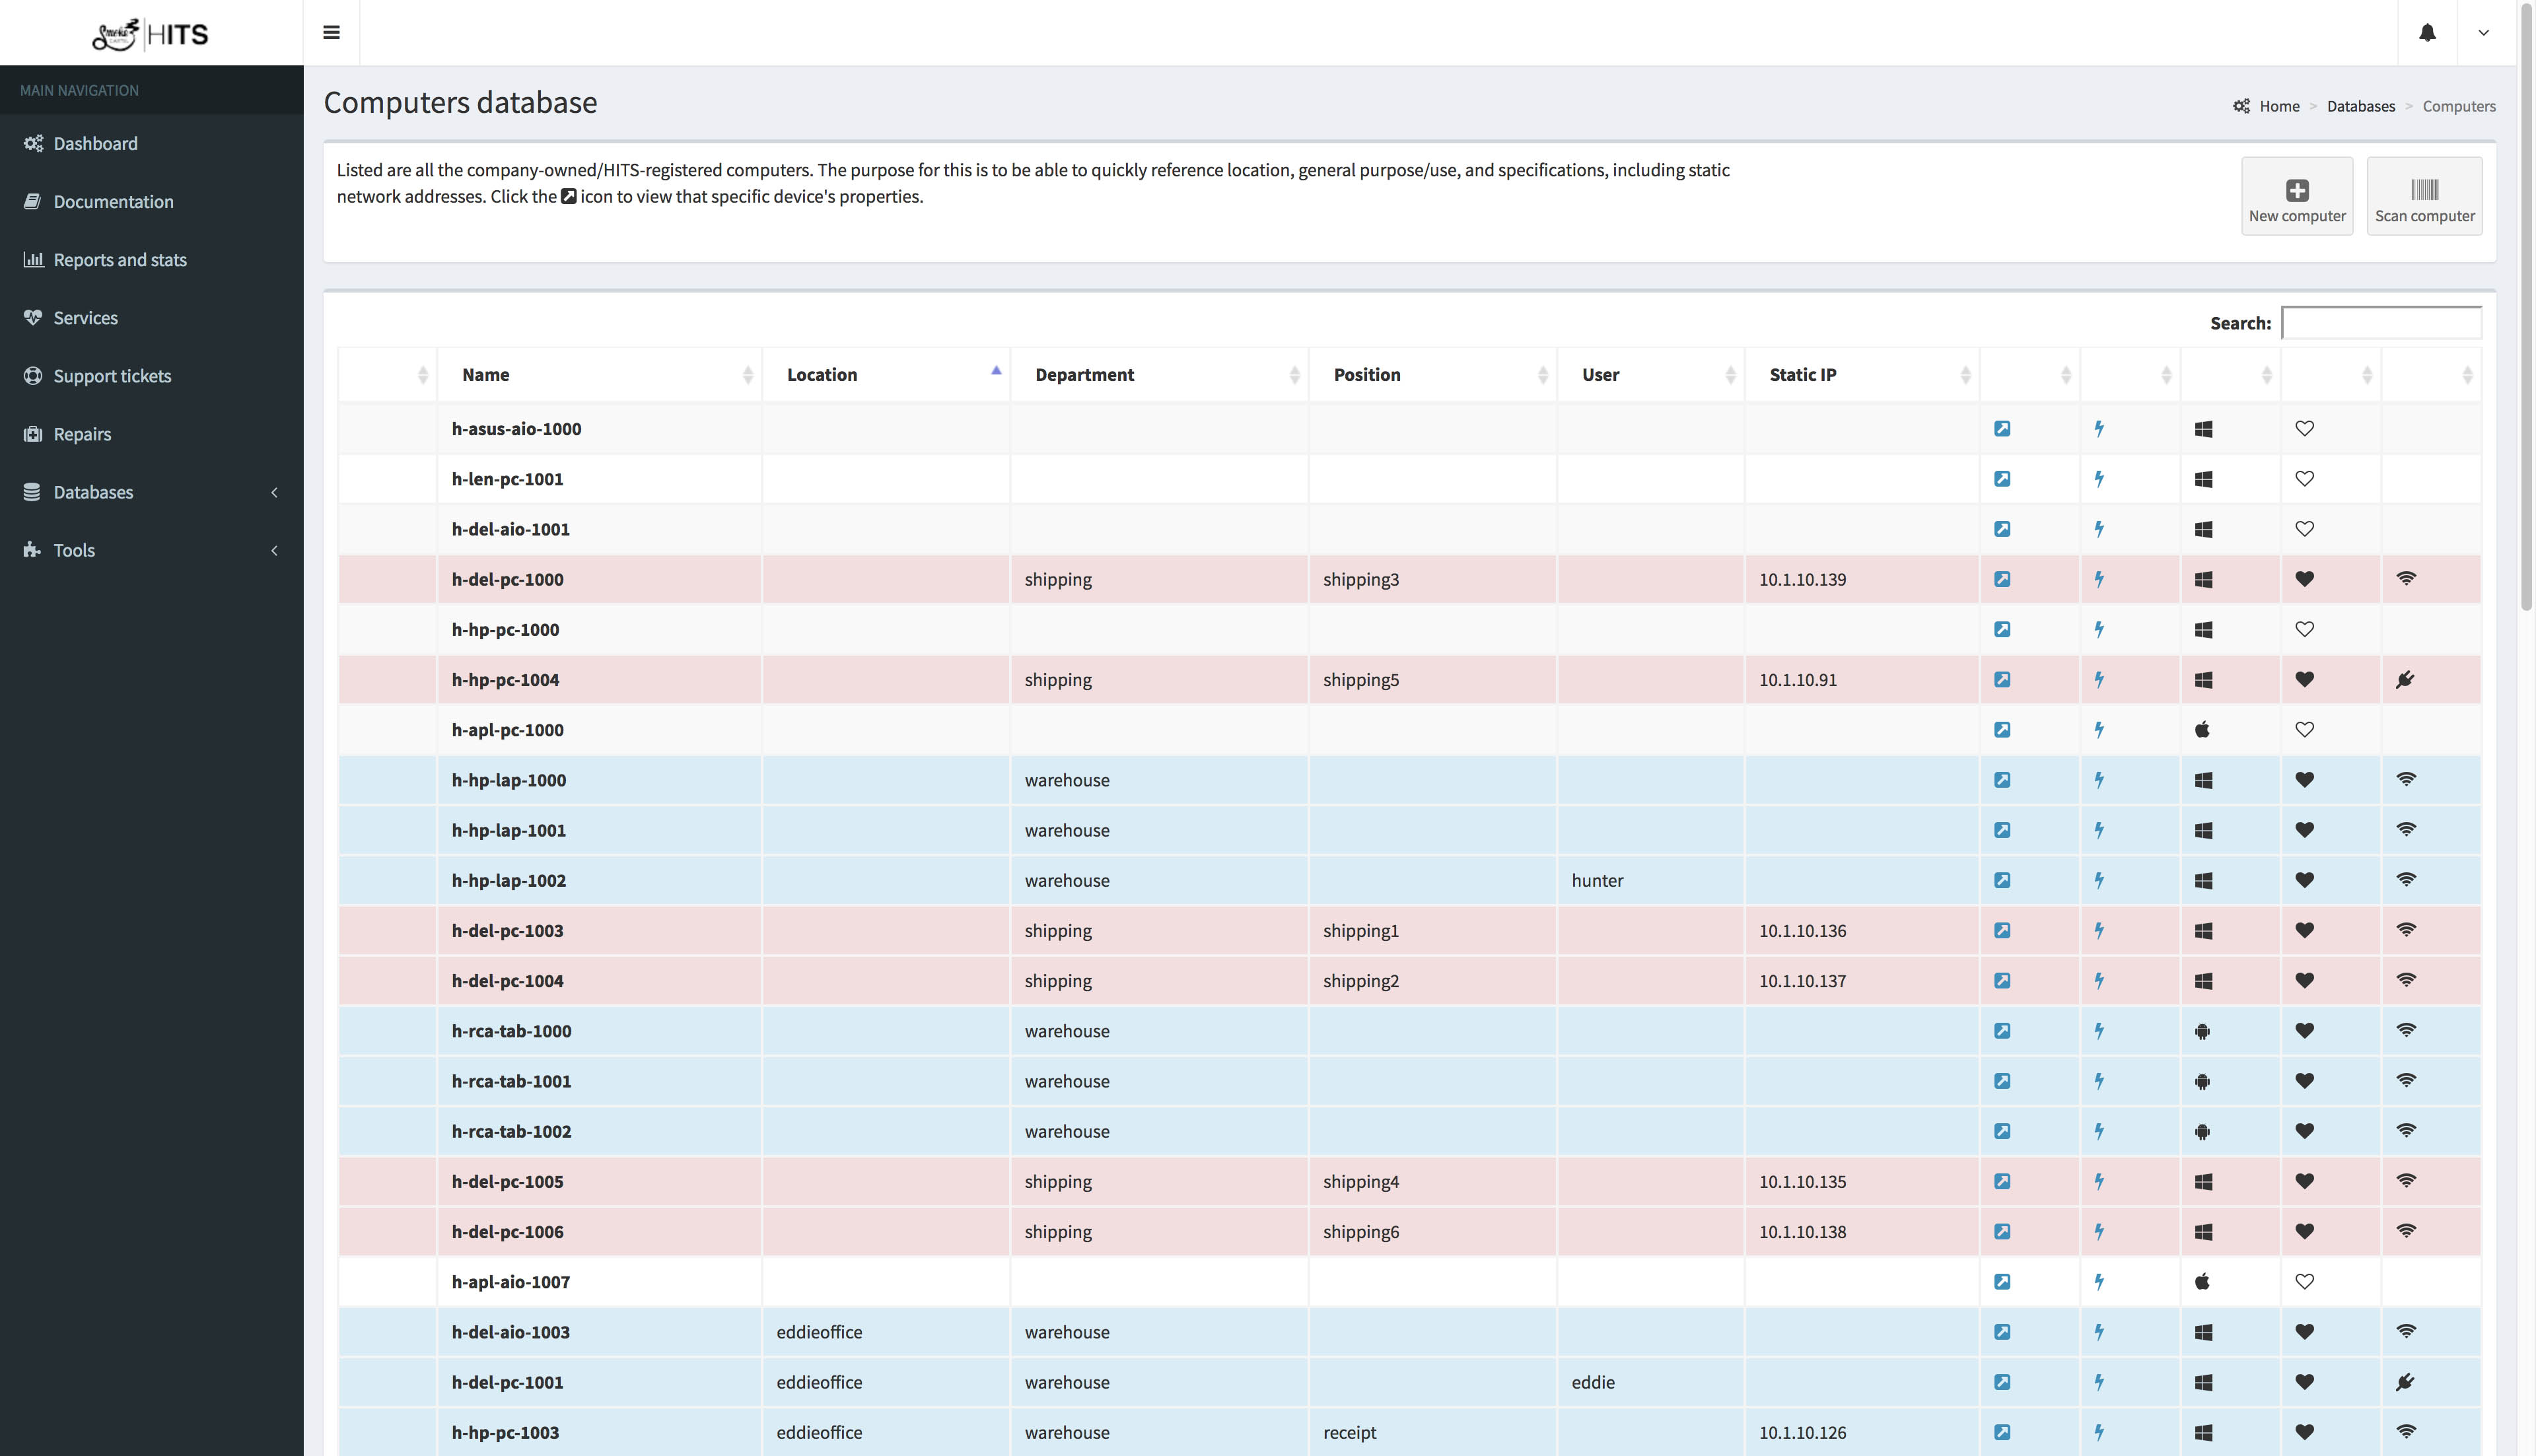 Smoke HITS
MAIN NAVIGATION
Dashboard
Documentation
Reports and stats
Services
Support tickets
Repairs
Databases
Tools
Computers database
Home > Databases > Computers
Listed are all the company-owned/HITS-registered computers. The purpose for this is to be able to quickly reference location, general purpose/use, and specifications, including static
network addresses. Click the icon to view that specific device's properties.
New computer
Scan computer
Search:
Name Location Department Position User Static IP
h-asus-aio-1000
h-len-pc-1001
h-del-aio-1001
h-del-pc-1000 shipping shipping3 10.1.10.139
h-hp-pc-1000
h-hp-pc-1004 shipping shipping5 10.1.10.91
h-apl-pc-1000
h-hp-lap-1000 warehouse
h-hp-lap-1001 warehouse
h-hp-lap-1002 warehouse hunter
h-del-pc-1003 shipping shipping1 10.1.10.136
h-del-pc-1004 shipping shipping2 10.1.10.137
h-rca-tab-1000 warehouse
h-rca-tab-1001 warehouse
h-rca-tab-1002 warehouse
h-del-pc-1005 shipping shipping4 10.1.10.135
h-del-pc-1006 shipping shipping6 10.1.10.138
h-apl-aio-1007
h-del-aio-1003 eddieoffice warehouse
h-del-pc-1001 eddieoffice warehouse eddie
h-hp-pc-1003 eddieoffice warehouse receipt 10.1.10.126